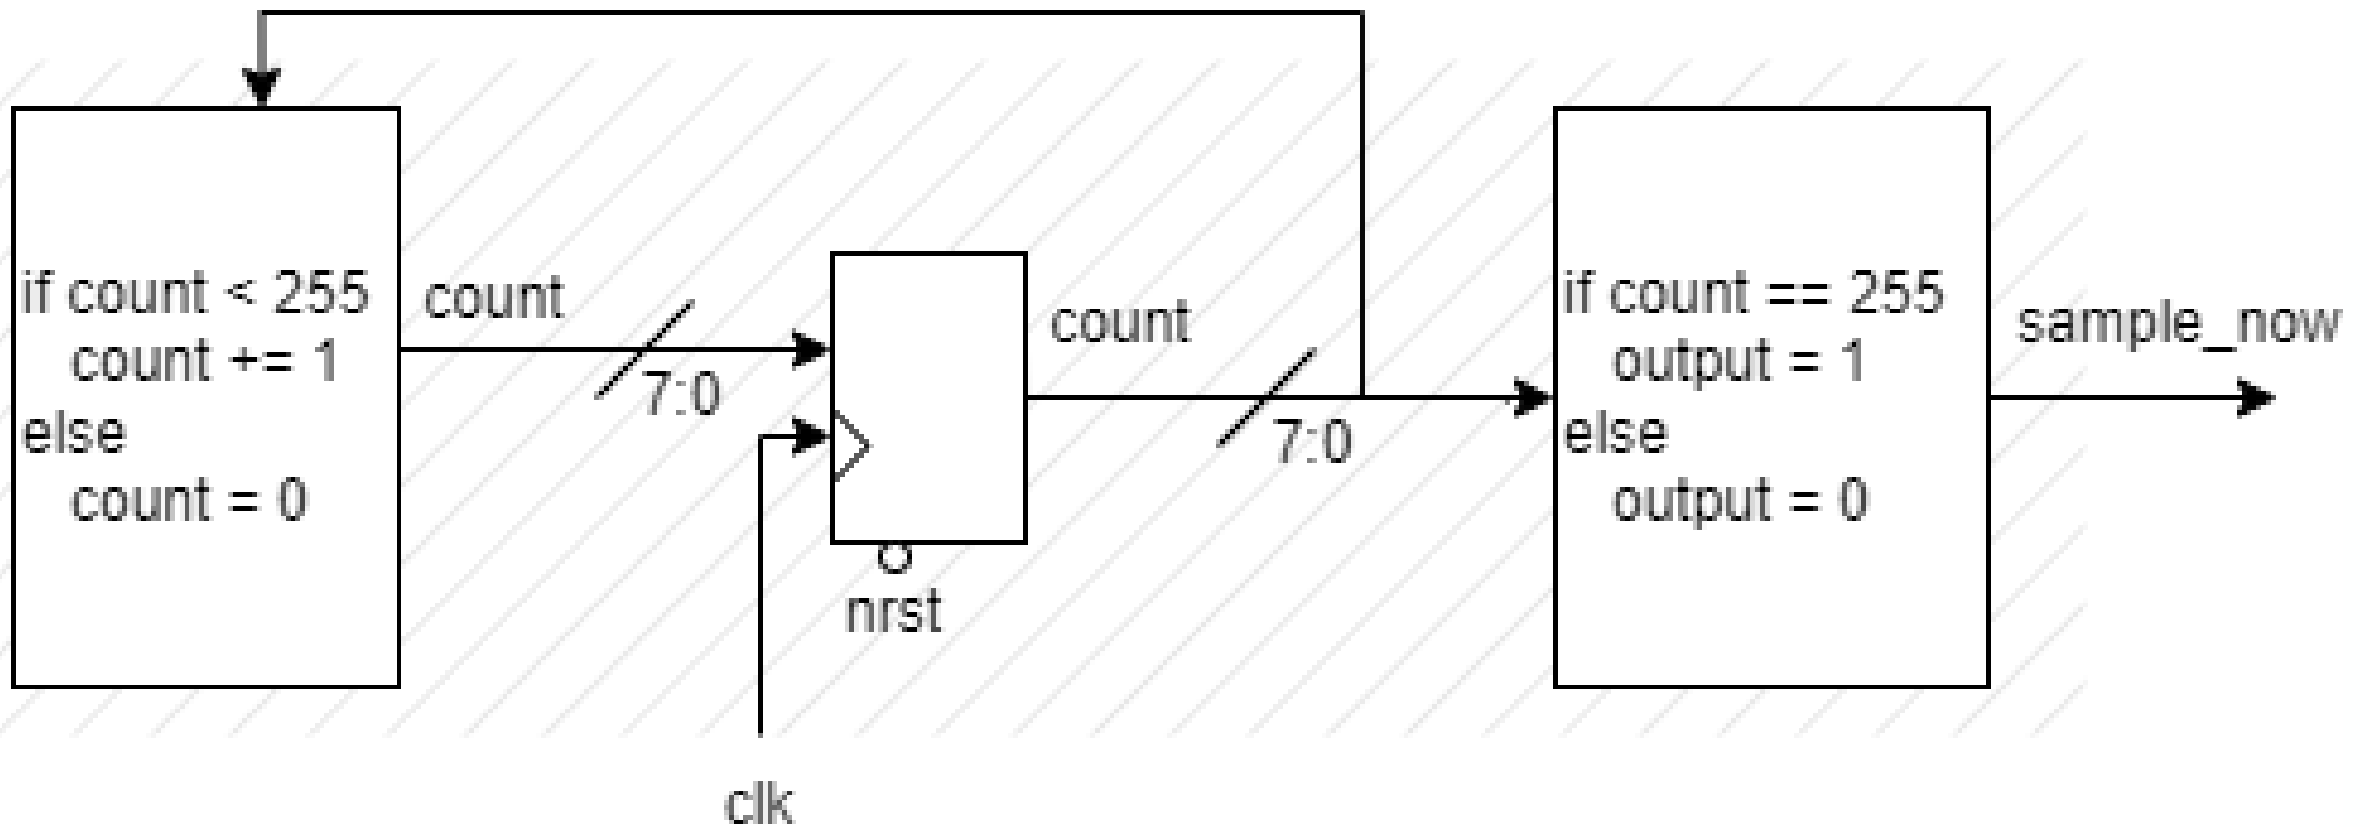 if count < 255
count += 1
else
count = 0
count
7:0
nrst
clk
count
7:0
if count == 255
output = 1
else
output = 0
sample_now